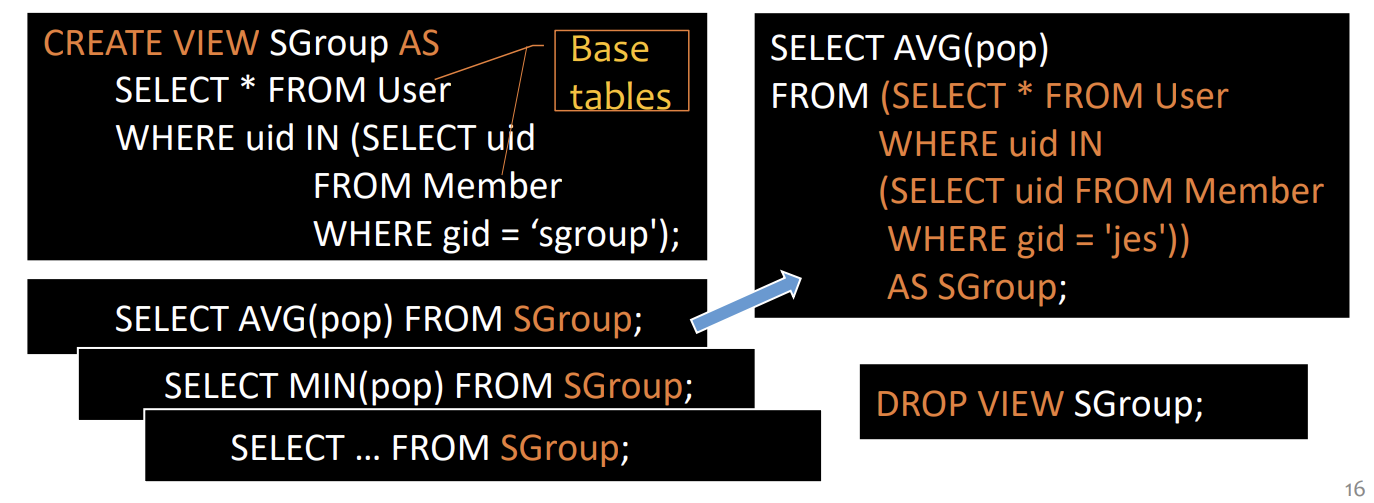 CREATE VIEW SGroup AS
SELECT * FROM User
WHERE uid IN (SELECT uid
FROM Member
WHERE gid = ‘sgroup');
Base
tables
SELECT AVG(pop) FROM SGroup;
SELECT MIN(pop) FROM SGroup;
SELECT ... FROM SGroup;
SELECT AVG(pop)
FROM (SELECT * FROM User
WHERE uid IN
(SELECT uid FROM Member
WHERE gid = 'jes'))
AS SGroup;
DROP VIEW SGroup;
16